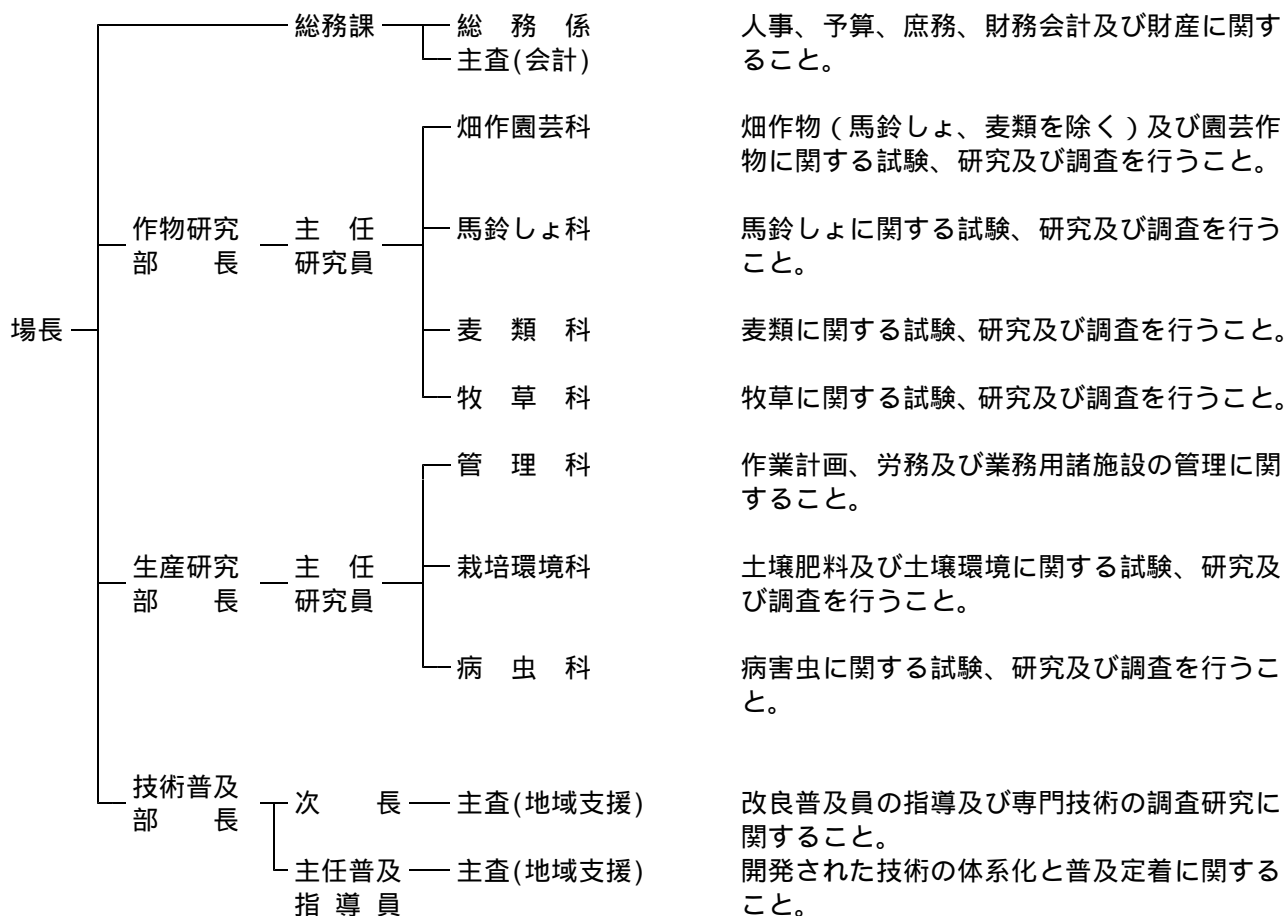 総務課 総務係 人事、予算、庶務、財務会計及び財産に関す
主査(会計) ること。
畑作園芸科 畑作物(馬鈴しょ、麦類を除く)及び園芸作
物に関する試験、研究及び調査を行うこと。
作物研究 主任 馬鈴しょ科 馬鈴しょに関する試験、研究及び調査を行う
部長 研究員 こと。
場長 麦類科 麦類に関する試験、研究及び調査を行うこと。
牧草科 牧草に関する試験、研究及び調査を行うこと。
管理科 作業計画、労務及び業務用諸施設の管理に関
すること。
生産研究 主任 栽培環境科 土壌肥料及び土壌環境に関する試験、研究及
部長 研究員 び調査を行うこと。
病虫科 病害虫に関する試験、研究及び調査を行うこ
と。
技術普及 次長 主査(地域支援) 改良普及員の指導及び専門技術の調査研究に
部長 関すること。
主任普及 主査(地域支援) 開発された技術の体系化と普及定着に関する
指導員 こと。